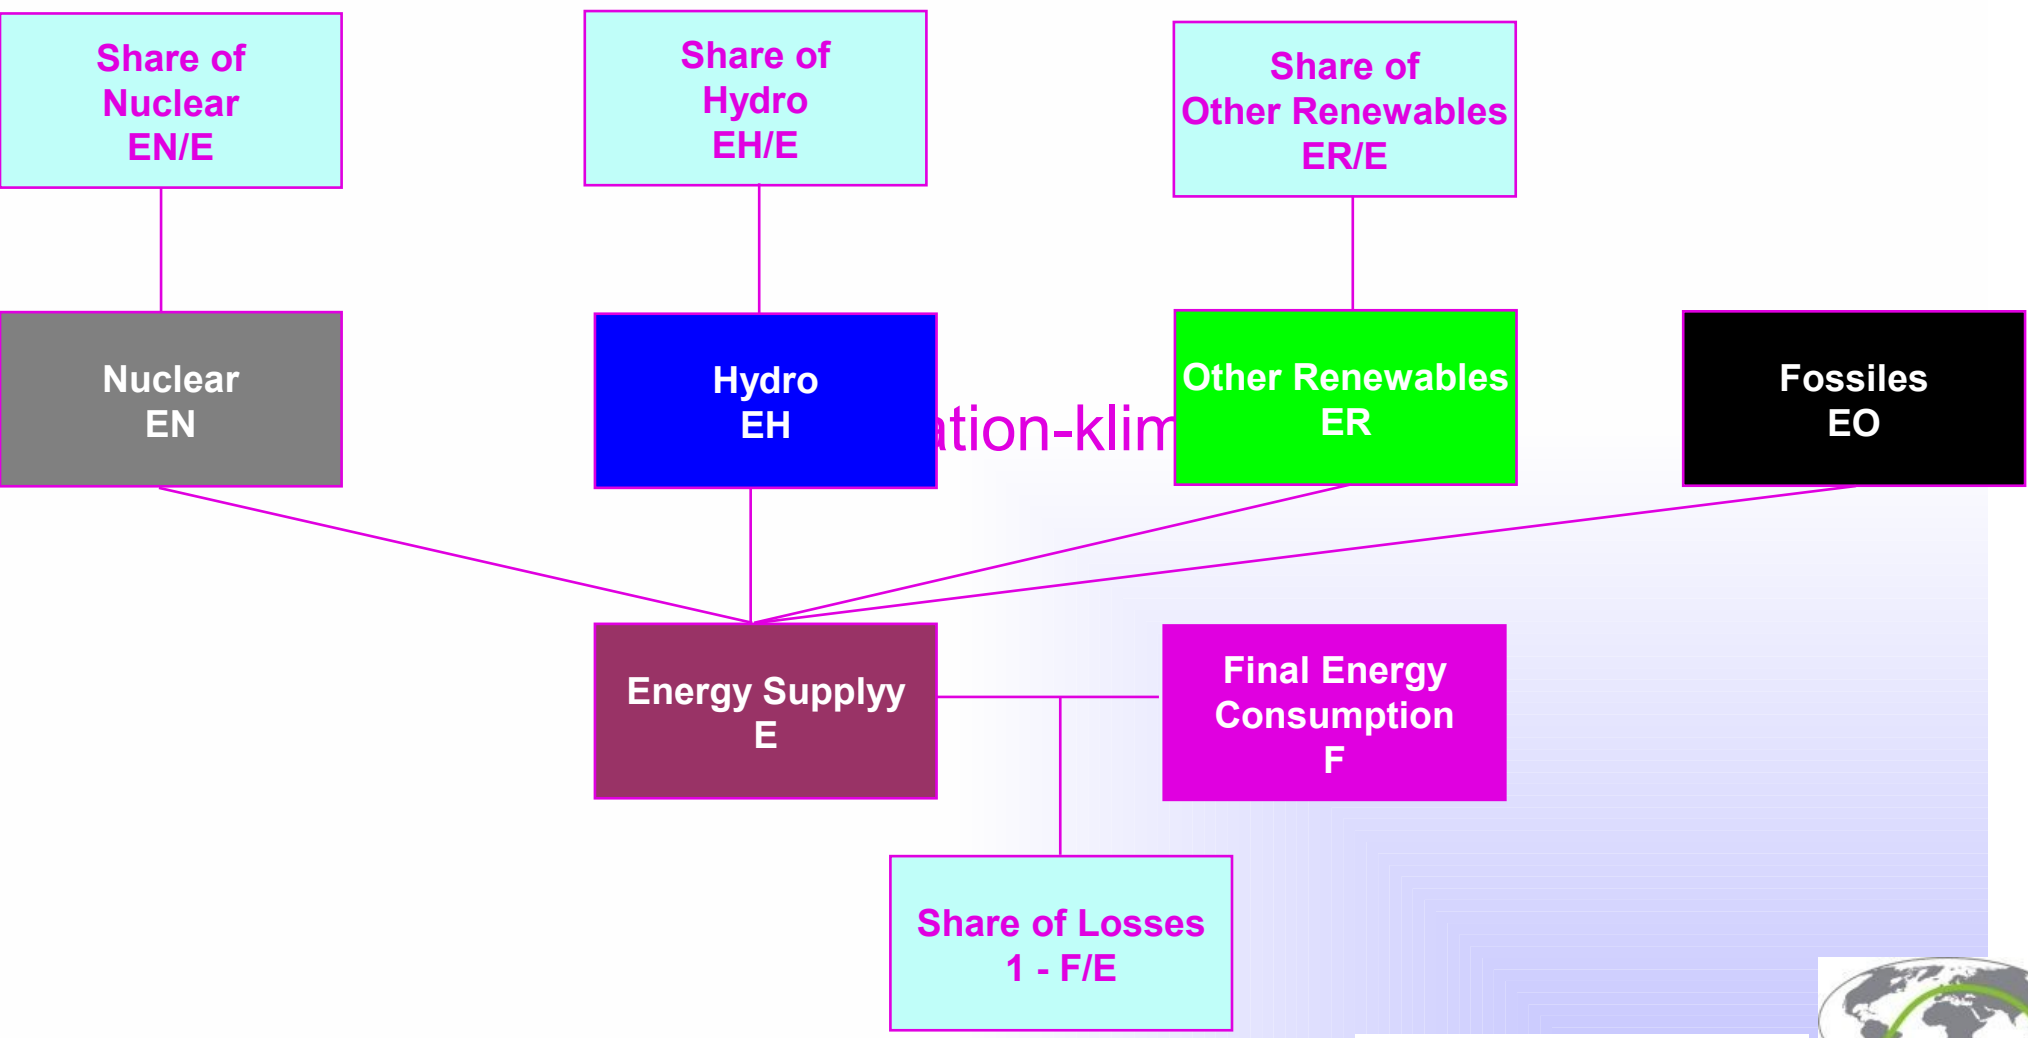 Share of
Nuclear
EN/E
Share of
Hydro
EH/E
Share of
Other Renewables
ER/E
Nuclear
EN
Hydro
EH
Other Renewables
ER
Fossiles
EO
Energy Supplyy
E
Final Energy
Consumption
F
Share of Losses
1 - F/E